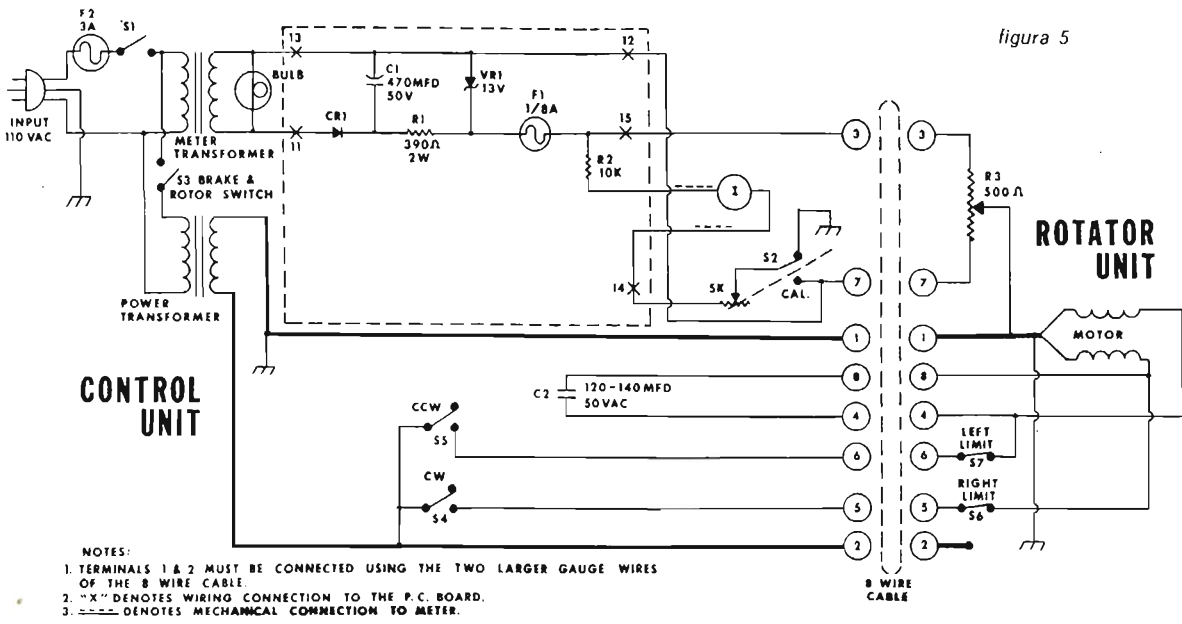 figura 5
F2
3A
S1
INPUT
110 VAC
METER
TRANSFORMER
S3 BRAKE &
ROTOR SWITCH
POWER
TRANSFORMER
BULB
13
11
CR1
C1
470MFD
50V
R1
390Ω
2W
VR1
13V
F1
1/8A
12
15
R2
10K
14
5K
S2
CAL.
3
7
1
8
4
6
5
2
3
7
1
8
4
6
5
2
R3
500 Ω
ROTATOR
UNIT
MOTOR
CONTROL
UNIT
C2
120-140MFD
50VAC
CCW
S5
CW
S4
LEFT
LIMIT
S7
RIGHT
LIMIT
S6
8 WIRE
CABLE
NOTES:
1. TERMINALS 1 & 2 MUST BE CONNECTED USING THE TWO LARGER GAUGE WIRES
OF THE 8 WIRE CABLE.
2. "X" DENOTES WIRING CONNECTION TO THE P.C. BOARD.
3. ---- DENOTES MECHANICAL CONNECTION TO METER.